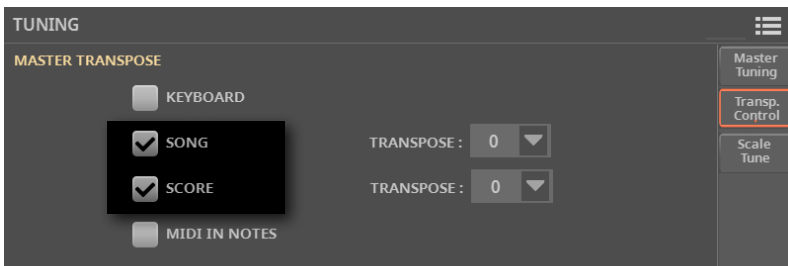 TUNING
MASTER TRANSPOSE
KEYBOARD
SONG TRANSPOSE : 0
SCORE TRANSPOSE : 0
MIDI IN NOTES
Master
Tuning
Transp.
Control
Scale
Tune